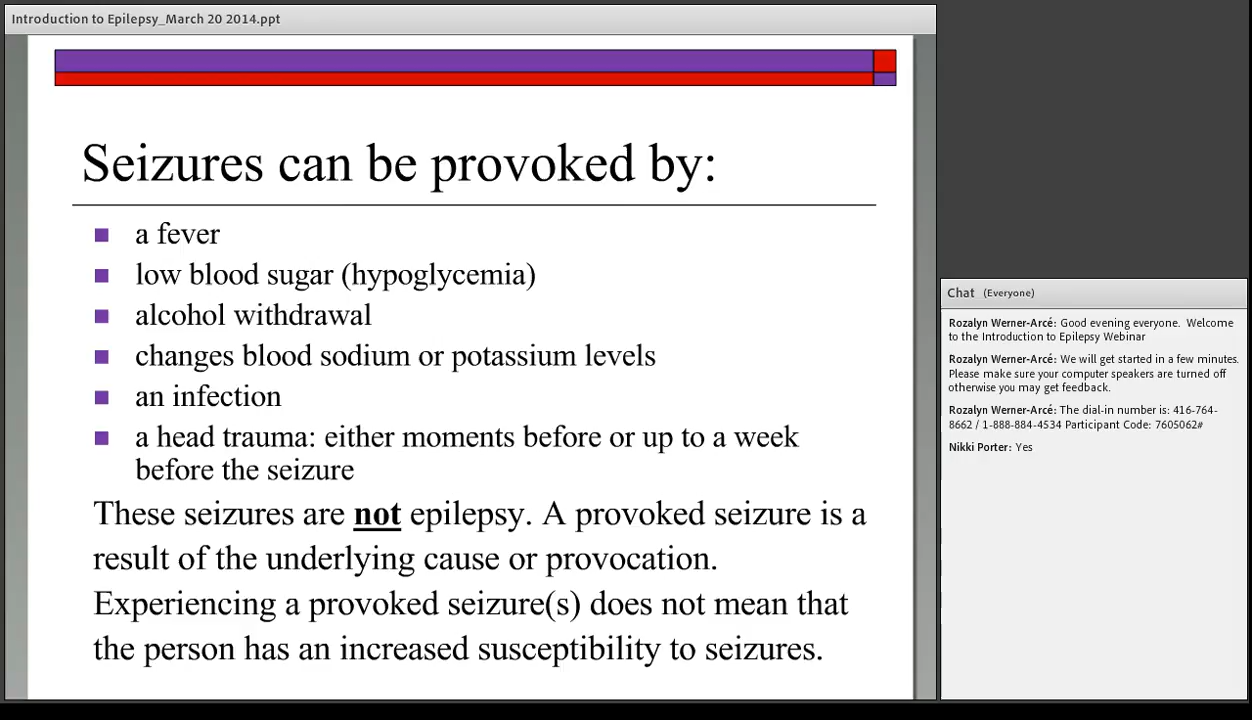 Introduction to Epilepsy_March 20 2014.ppt
Seizures can be provoked by:
a fever
low blood sugar (hypoglycemia)
alcohol withdrawal
changes blood sodium or potassium levels
an infection
a head trauma: either moments before or up to a week
before the seizure
These seizures are not epilepsy. A provoked seizure is a
result of the underlying cause or provocation.
Experiencing a provoked seizure(s) does not mean that
the person has an increased susceptibility to seizures.
Chat (Everyone)
Rozalyn Werner-Arcé: Good evening everyone. Welcome
to the Introduction to Epilepsy Webinar
Rozalyn Werner-Arcé: We will get started in a few minutes.
Please make sure your computer speakers are turned off
otherwise you may get feedback.
Rozalyn Werner-Arcé: The dial-in number is: 416-764-
8662 / 1-888-884-4534 Participant Code: 7605062#
Nikki Porter: Yes